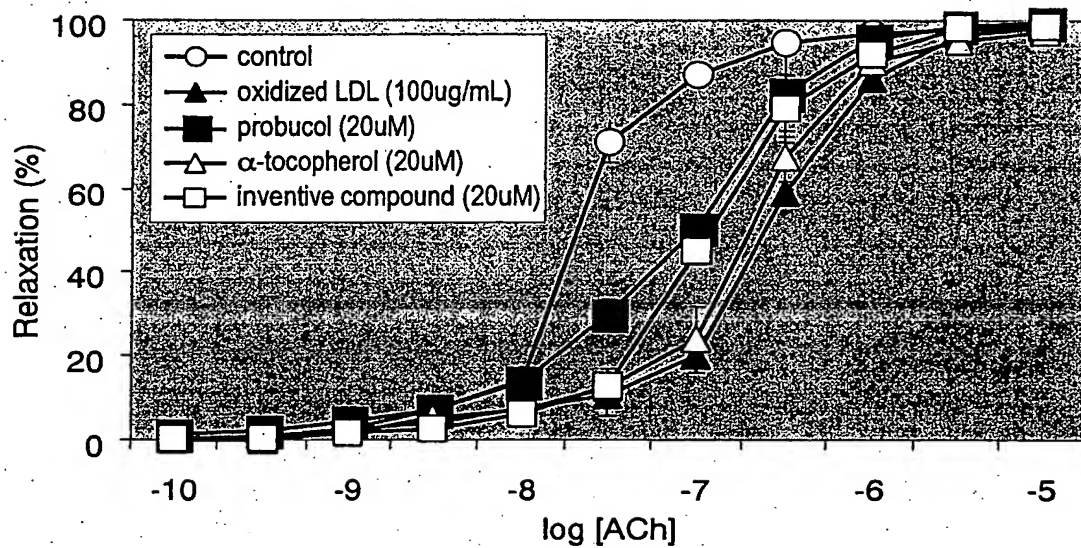 100
80
60
40
20
0
Relaxation (%)
control
oxidized LDL (100ug/mL)
probucol (20uM)
α-tocopherol (20uM)
inventive compound (20uM)
-10 -9 -8 -7 -6 -5
log [ACh]